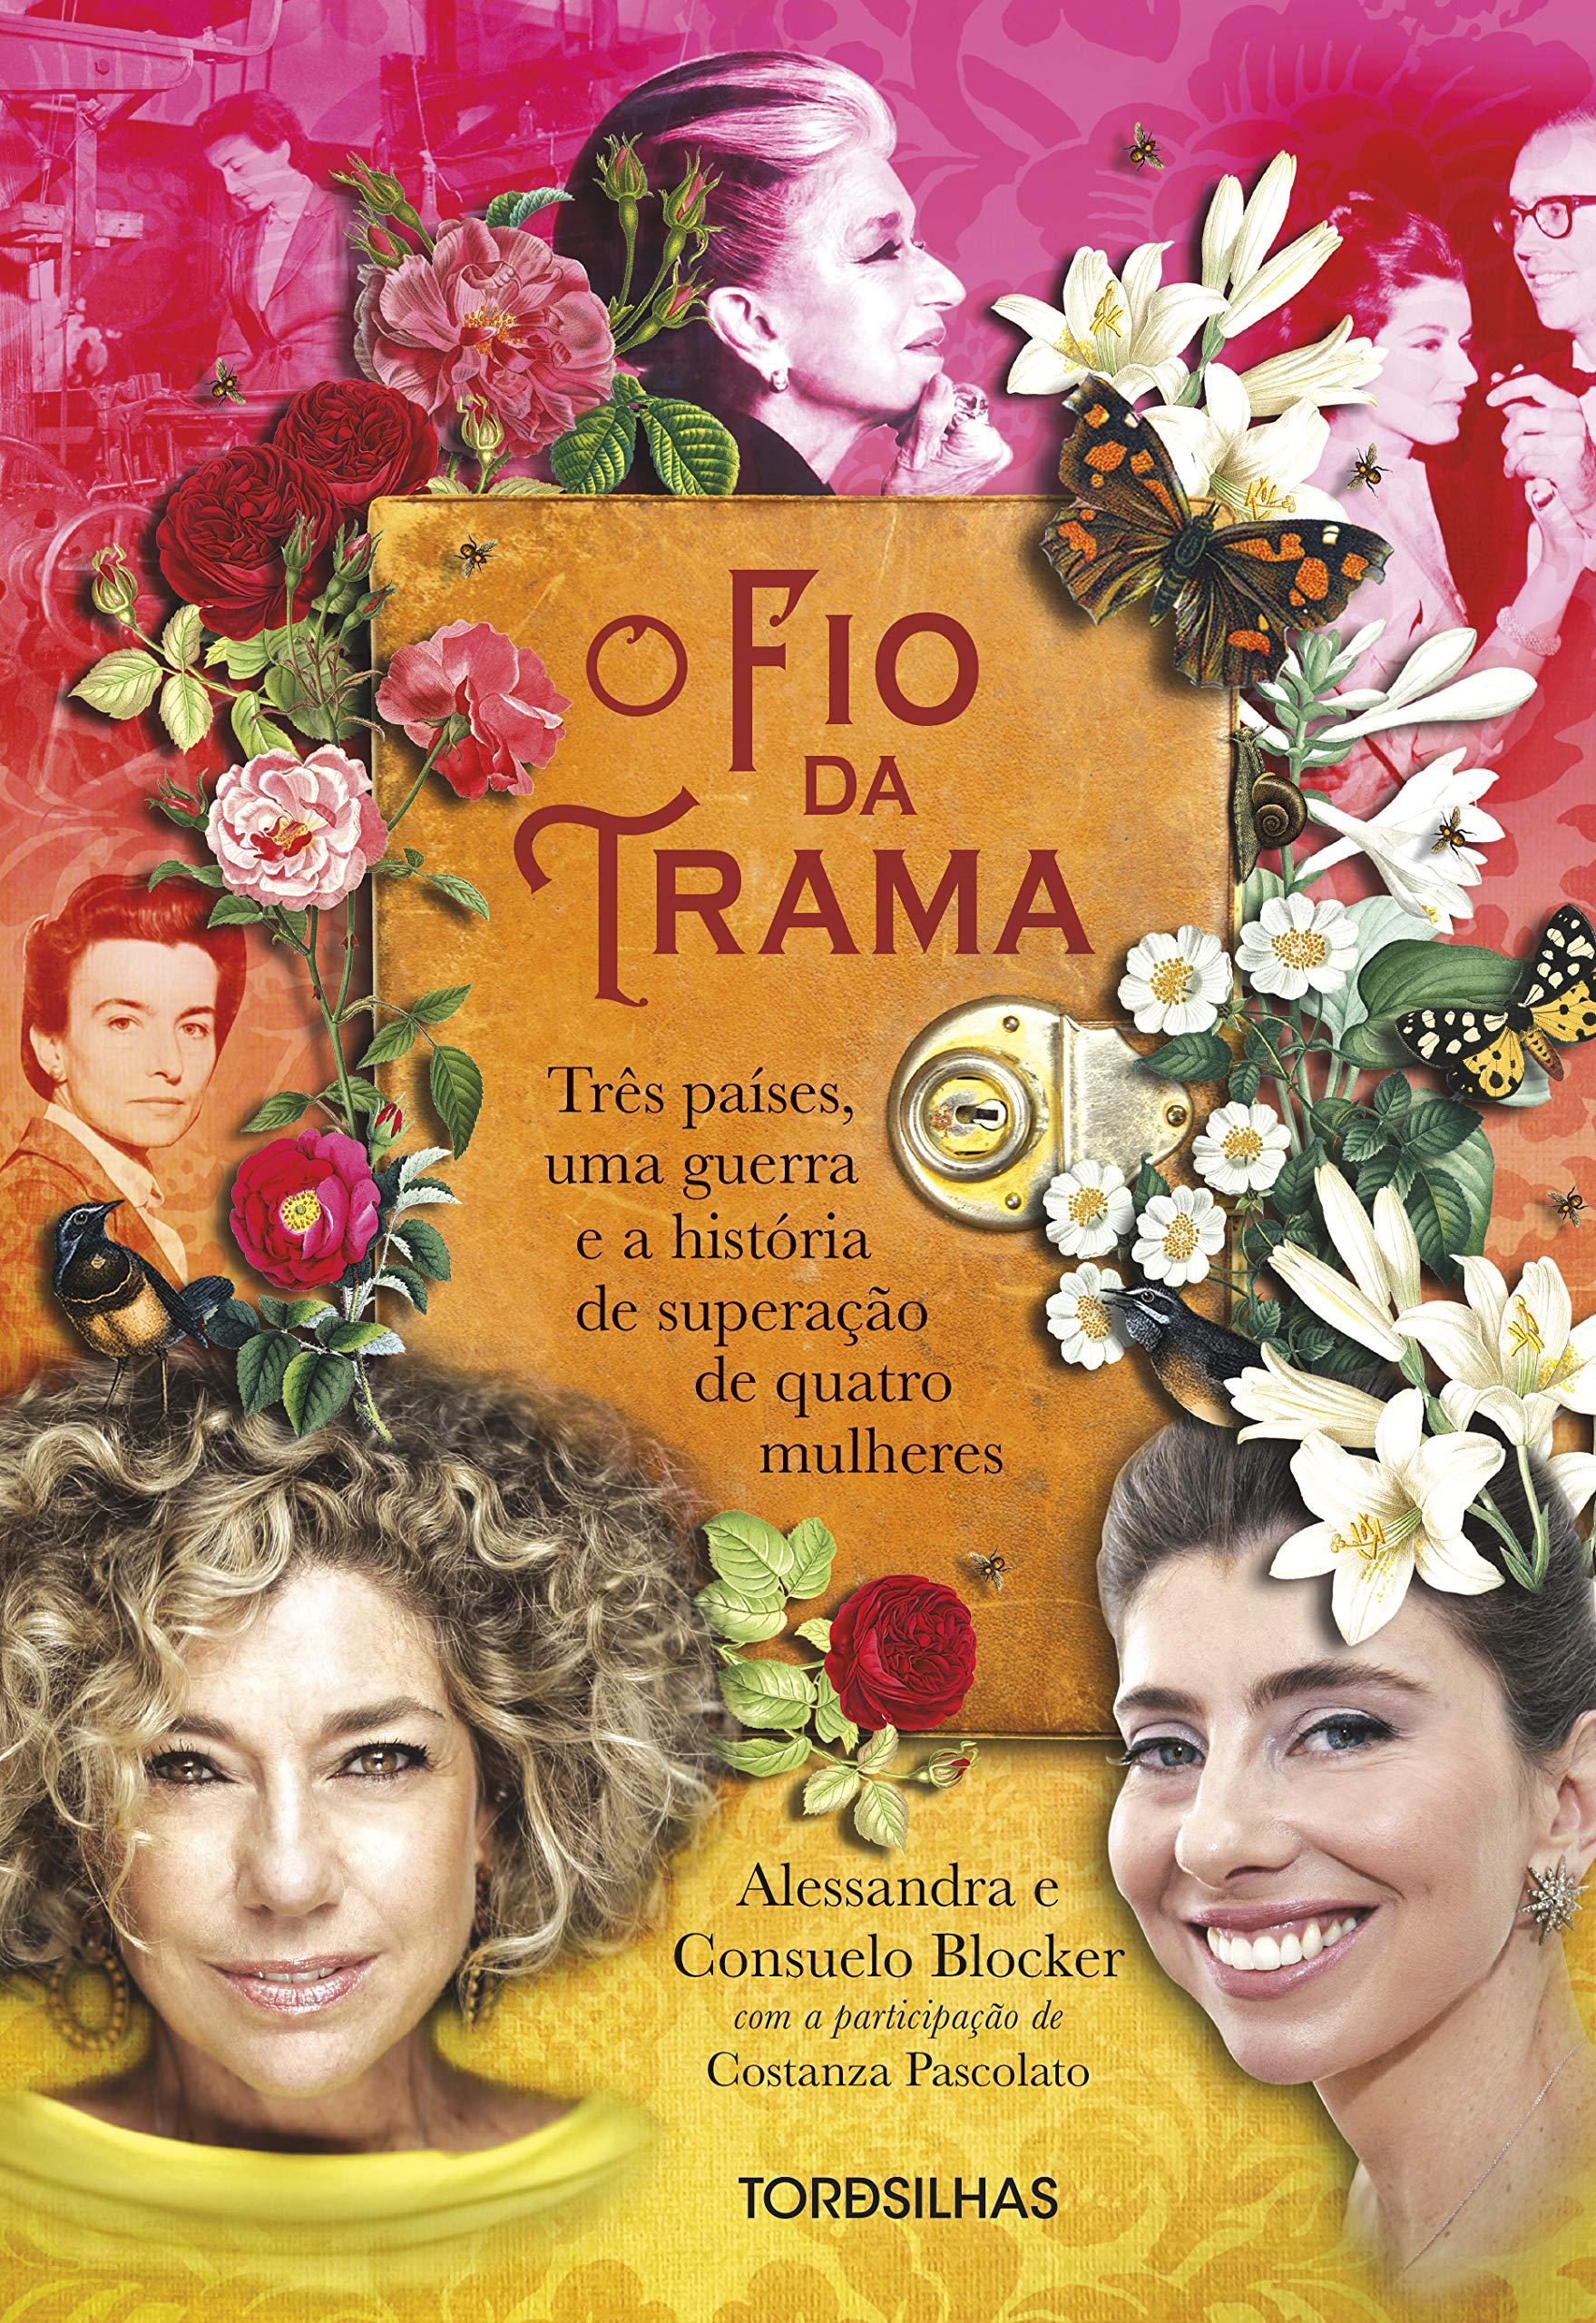 O FIO
DA
TRAMA
Três países,
uma guerra
e a história
de superação
de quatro
mulheres
Alessandra e
Consuelo Blocker
com a participação de
Costanza Pascolato
TORDESILHAS